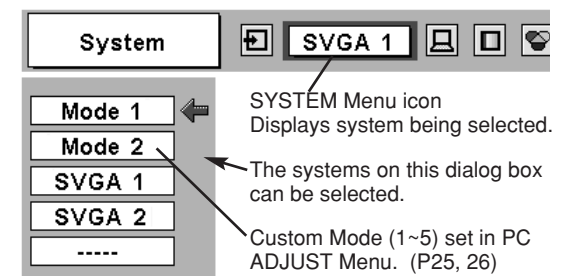 System
SVGA 1
SYSTEM Menu icon
Displays system being selected.
Mode 1
Mode 2
SVGA 1
SVGA 2
-----
The systems on this dialog box
can be selected.
Custom Mode (1~5) set in PC
ADJUST Menu. (P25, 26)